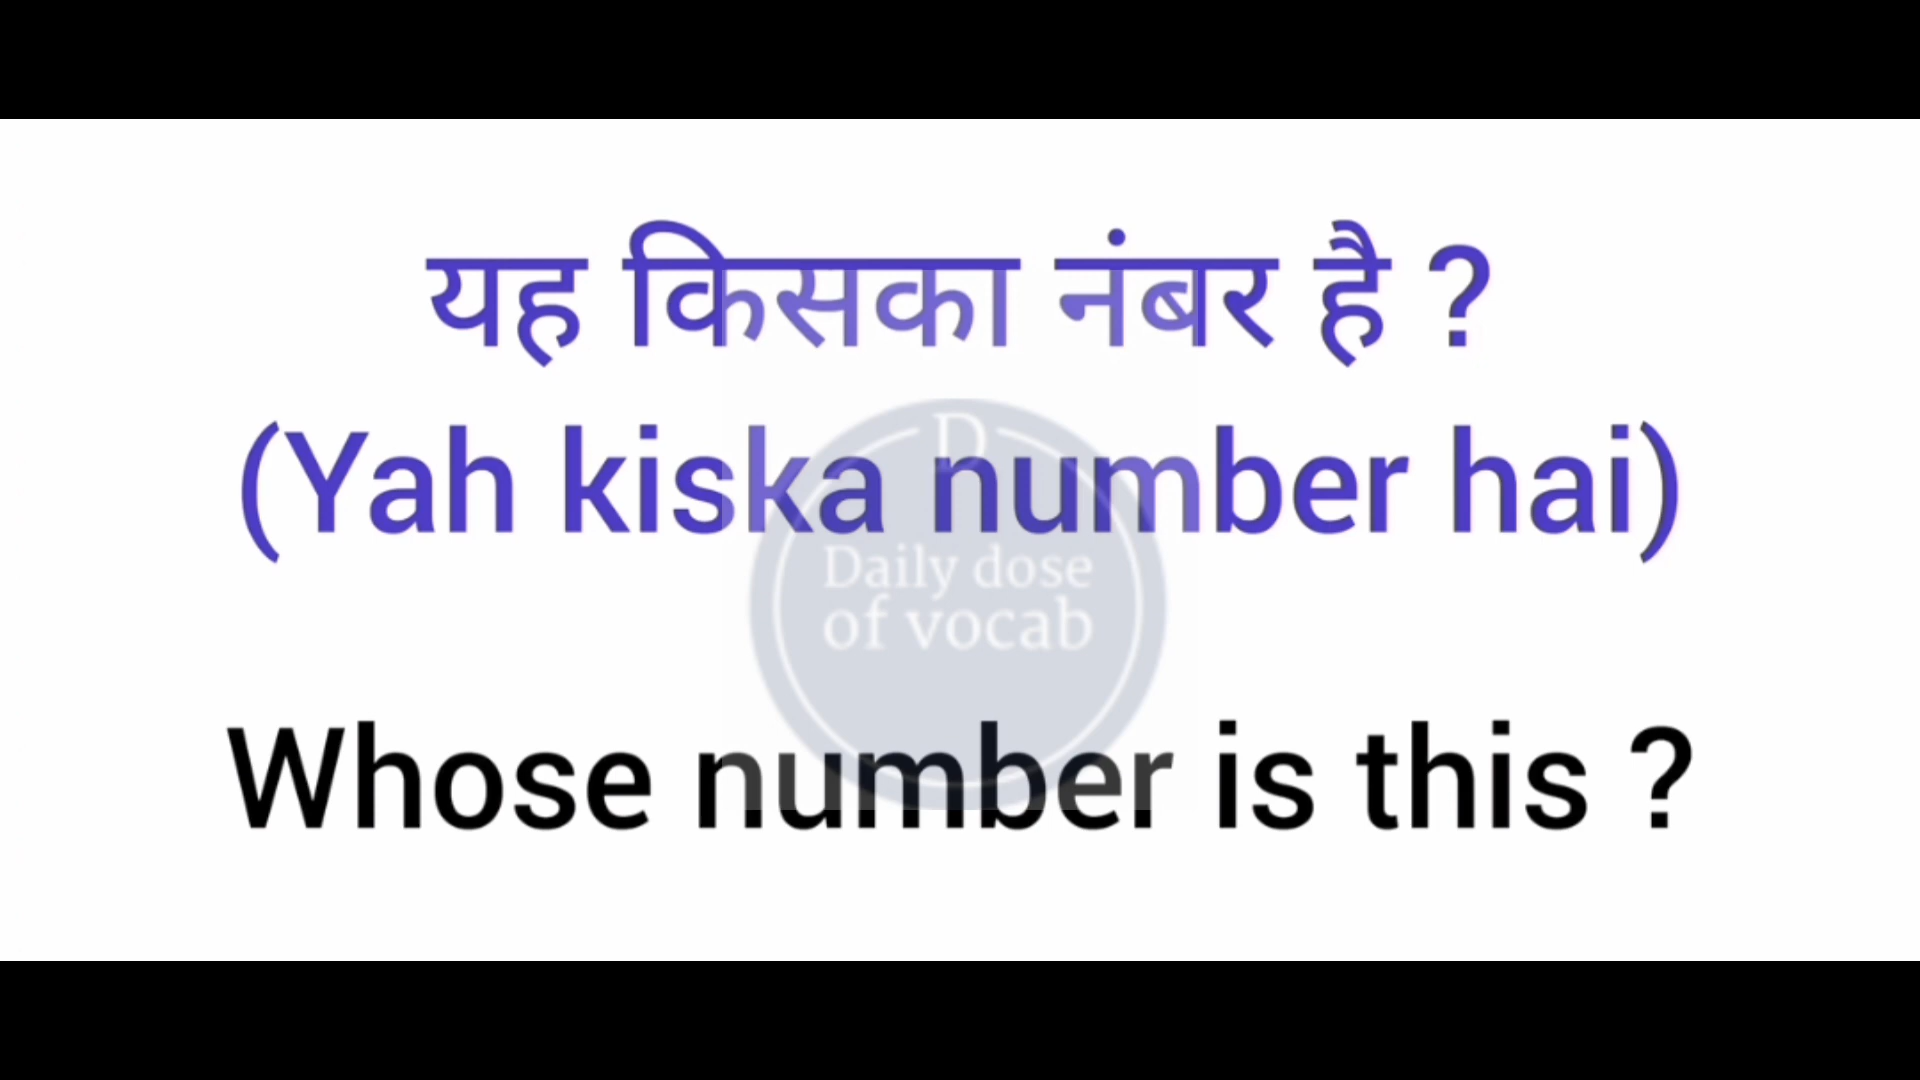 यह किसका नंबर है ?
(Yah kiska number hai)
D
Daily dose
of vocab
Whose number is this ?